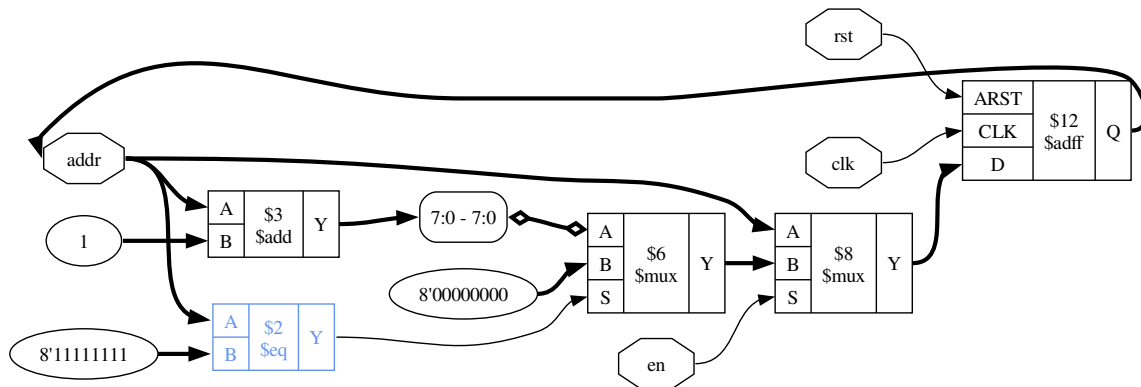 rst
ARST
CLK
D
$12
$adff
Q
clk
addr
A
B
$3
$add
Y
7:0 - 7:0
1
A
B
S
$6
$mux
Y
A
B
S
$8
$mux
Y
8'00000000
A
B
$2
$eq
Y
8'11111111
en